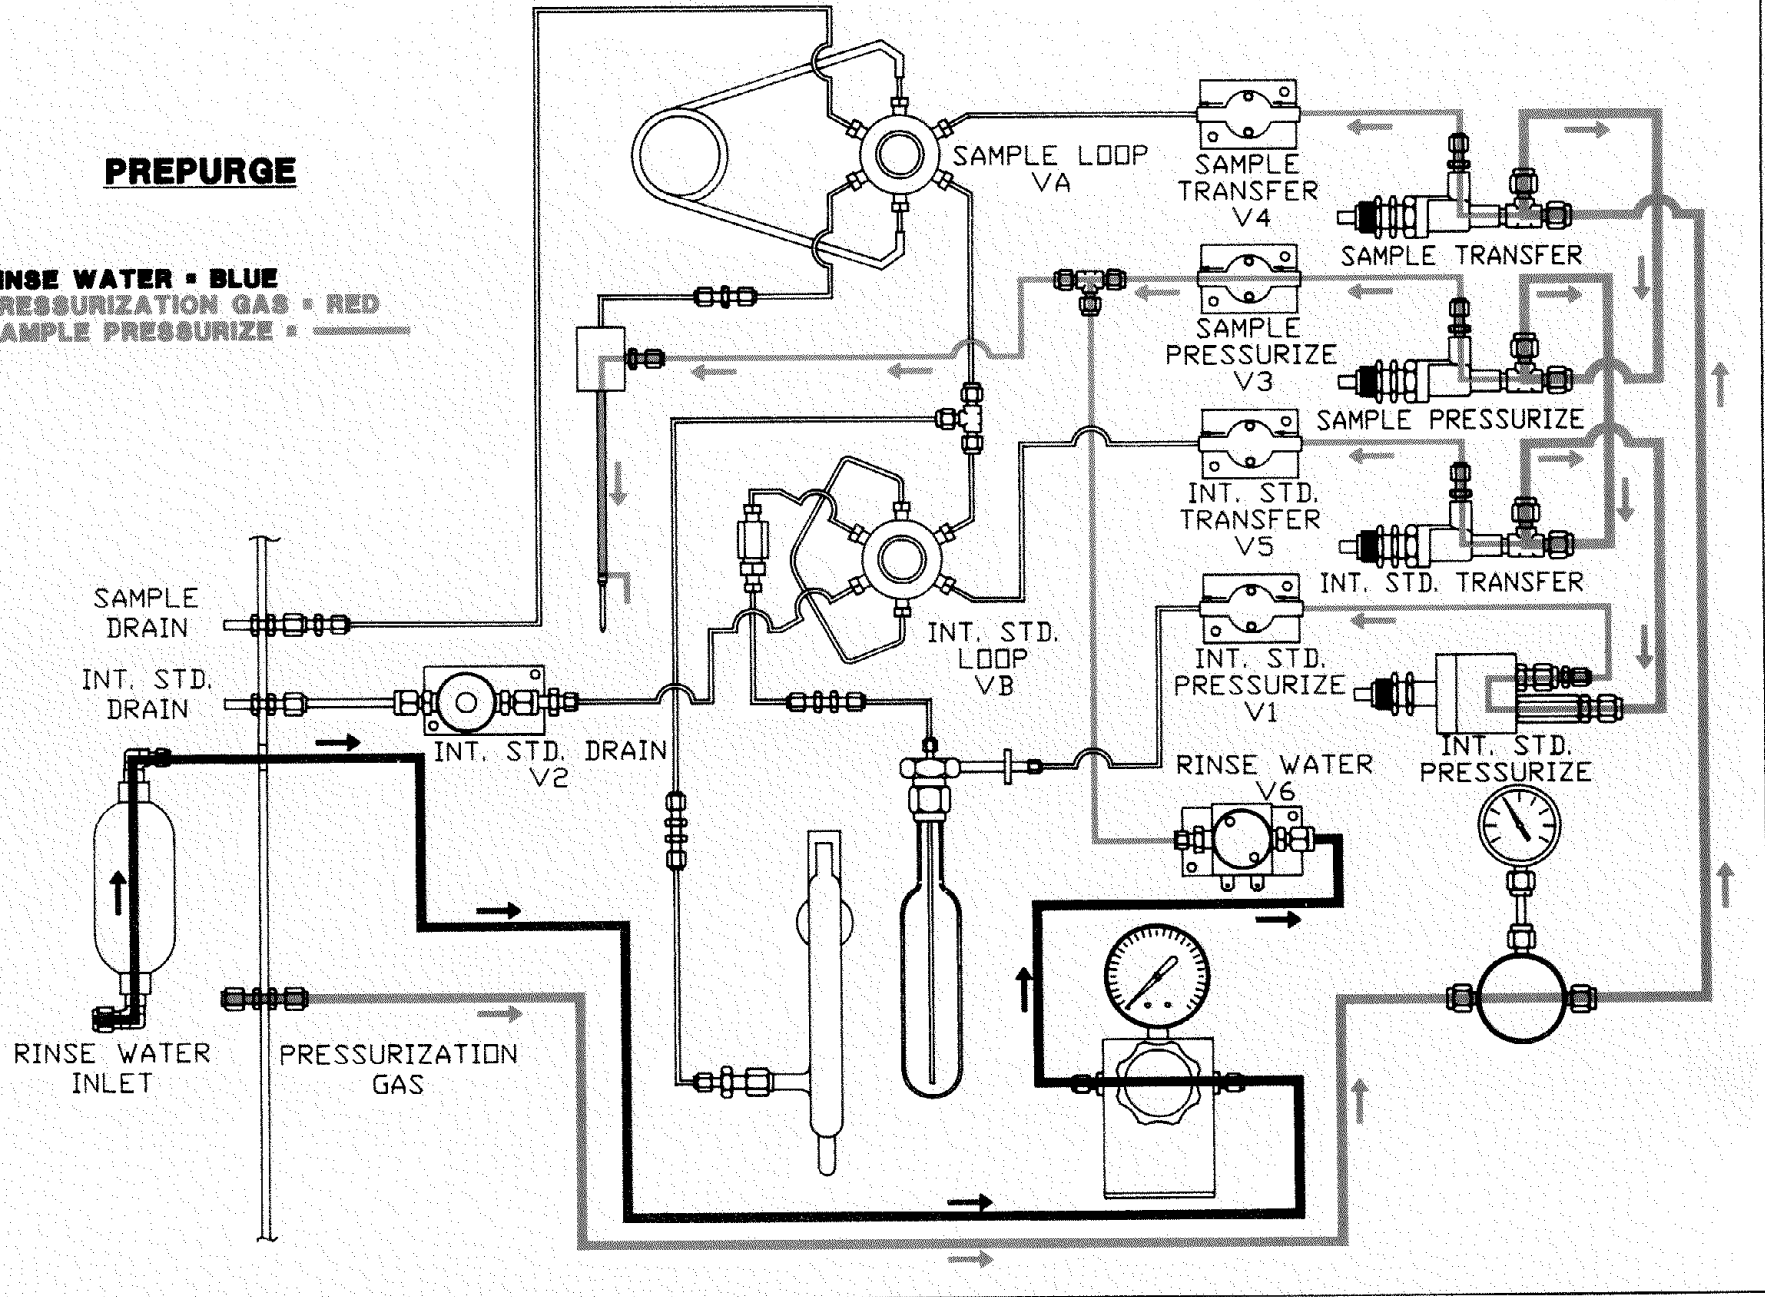 PREPURGE
INSE WATER = BLUE
RESSURIZATION GAS = RED
AMPLE PRESSURIZE =
SAMPLE LOOP
VA
SAMPLE
TRANSFER
V4
SAMPLE TRANSFER
SAMPLE
PRESSURIZE
V3
SAMPLE PRESSURIZE
INT. STD.
TRANSFER
V5
INT. STD. TRANSFER
SAMPLE
DRAIN
INT. STD.
LOOP
VB
INT. STD.
PRESSURIZE
V1
INT. STD.
DRAIN
INT. STD. DRAIN
V2
INT. STD.
PRESSURIZE
RINSE WATER
V6
RINSE WATER
INLET
PRESSURIZATION
GAS